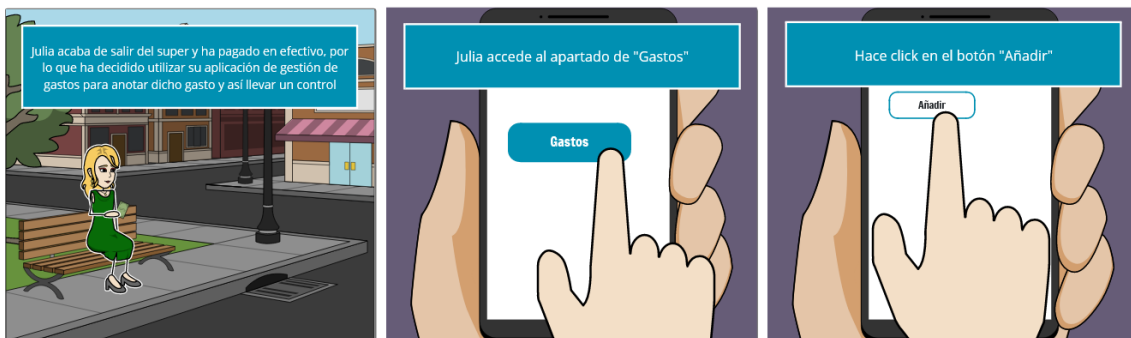 Julia acaba de salir del super y ha pagado en efectivo, por
lo que ha decidido utilizar su aplicación de gestión de
gastos para anotar dicho gasto y así llevar un control
Julia accede al apartado de "Gastos"
Gastos
Hace click en el botón "Añadir"
Añadir